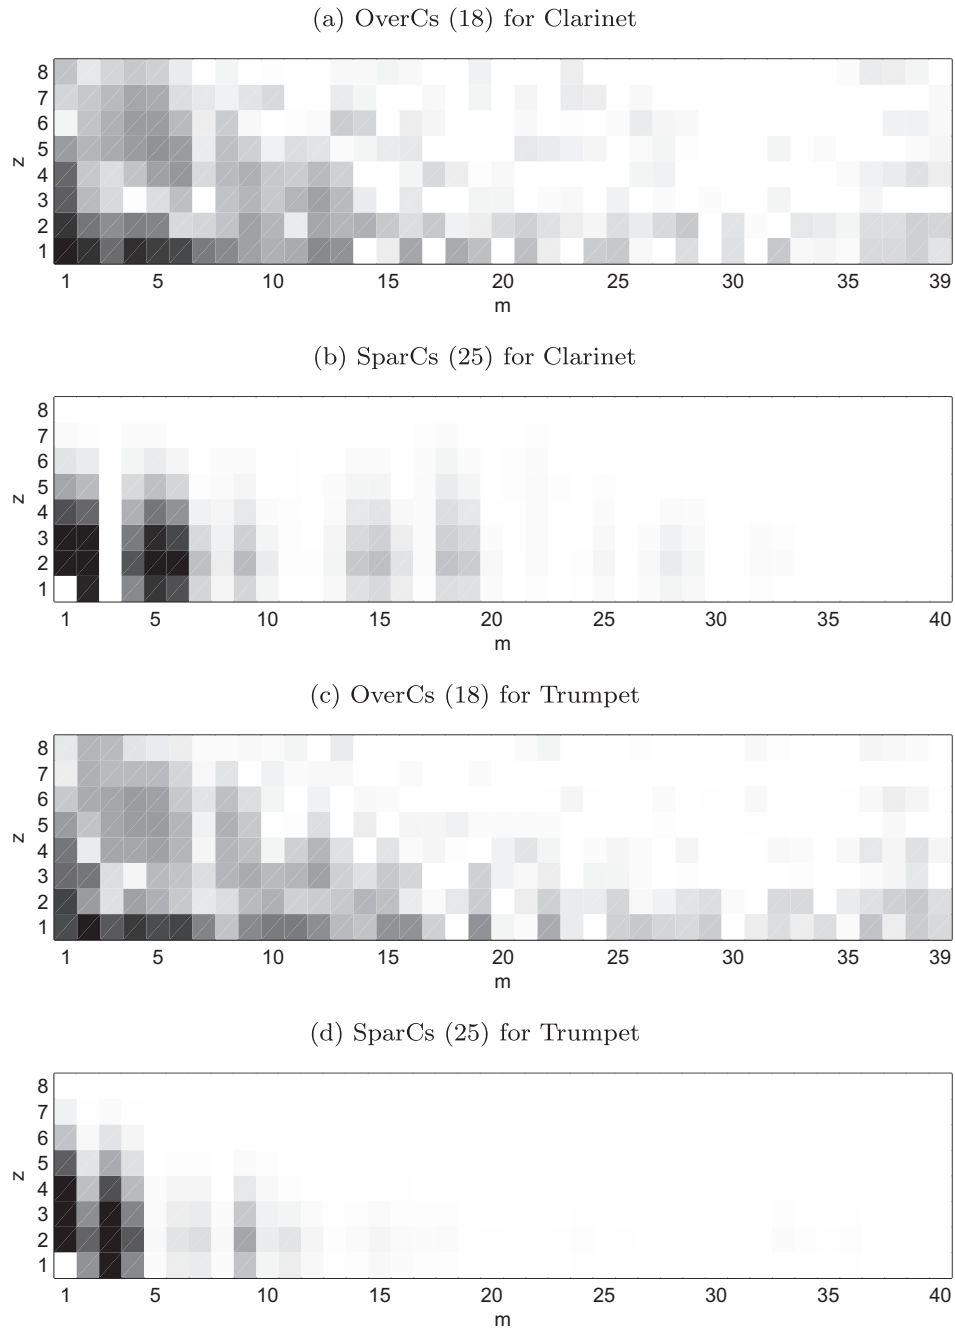 (a) OverCs (18) for Clarinet
8
7
6
5
4
3
2
1
z
1 5 10 15 20 25 30 35 39
m
(b) SparCs (25) for Clarinet
8
7
6
5
4
3
2
1
z
1 5 10 15 20 25 30 35 40
m
(c) OverCs (18) for Trumpet
8
7
6
5
4
3
2
1
z
1 5 10 15 20 25 30 35 39
m
(d) SparCs (25) for Trumpet
8
7
6
5
4
3
2
1
z
1 5 10 15 20 25 30 35 40
m